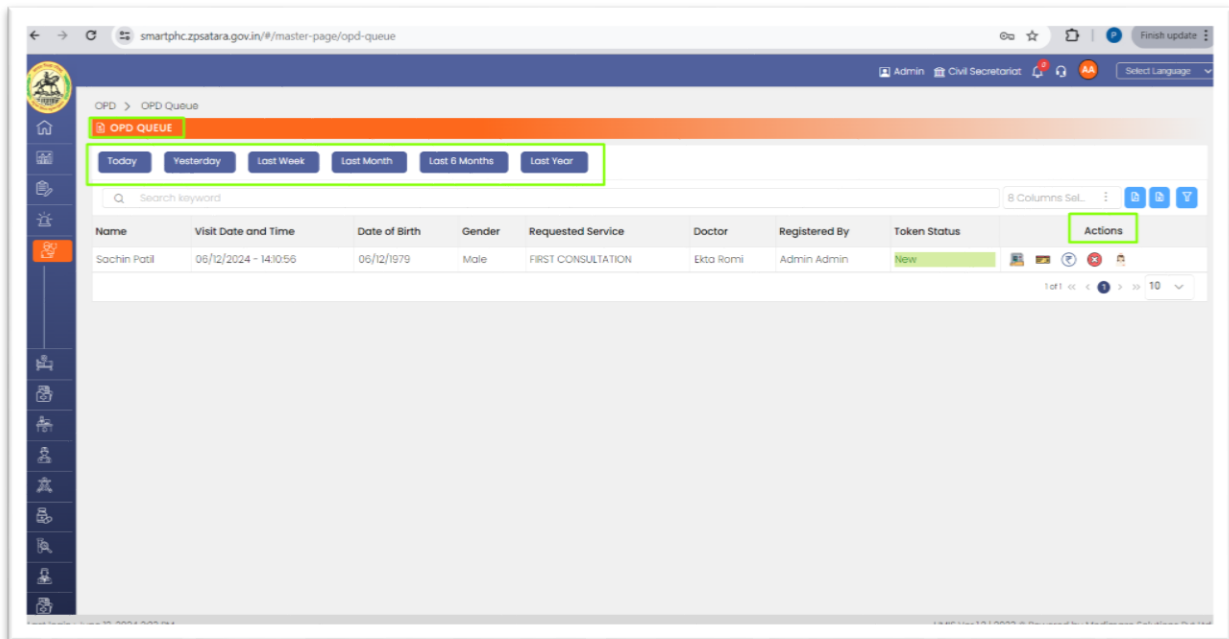 smartphc.zpsatara.gov.in/#/master-page/opd-queue
P
Finish update
Admin Civil Secretariat 2 AA Select Language
OPD > OPD Queue
OPD QUEUE
Today Yesterday Last Week Last Month Last 6 Months Last Year
Search keyword 8 Columns Sel...
Name Visit Date and Time Date of Birth Gender Requested Service Doctor Registered By Token Status Actions
Sachin Patil 06/12/2024 - 14:10:56 06/12/1979 Male FIRST CONSULTATION Ekta Romi Admin Admin New
1 of 1 << < 1 > >> 10